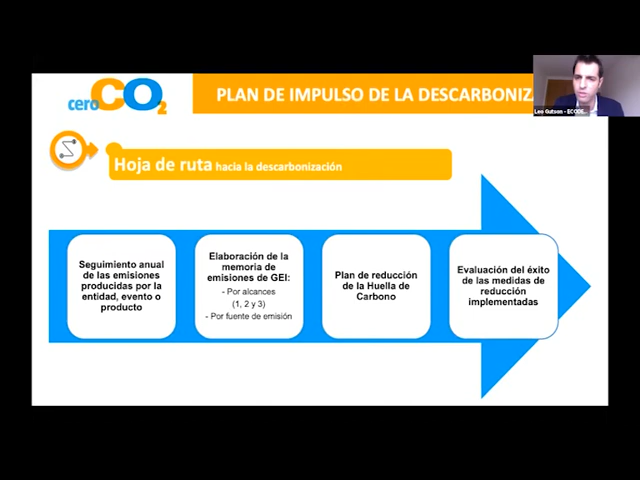 ceroCO2
PLAN DE IMPULSO DE LA DESCARBONIZA
Leo Gutson - ECODE...
Hoja de ruta hacia la descarbonización
Seguimiento anual
de las emisiones
producidas por la
entidad, evento o
producto
Elaboración de la
memoria de
emisiones de GEI:
- Por alcances
(1, 2 y 3)
- Por fuente de emisión
Plan de reducción
de la Huella de
Carbono
Evaluación del éxito
de las medidas de
reducción
implementadas